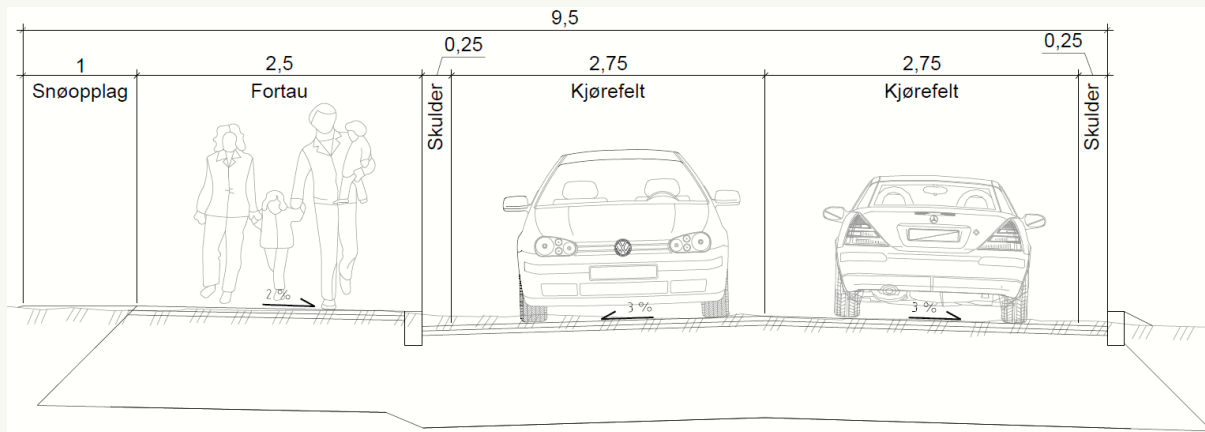 9,5
0,25
0,25
1
2,5
2,75
2,75
Snøopplag
Fortau
Skulder
Kjørefelt
Kjørefelt
Skulder
2 %
3 %
3 %